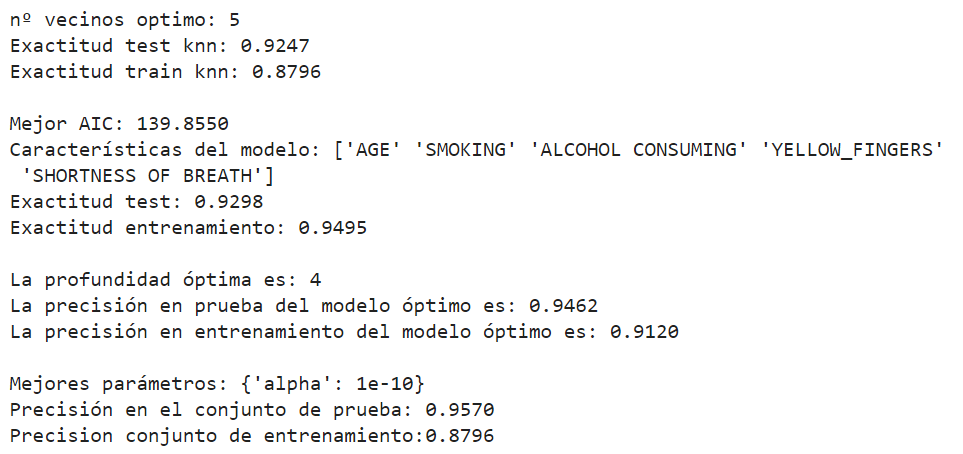 nº vecinos optimo: 5
Exactitud test knn: 0.9247
Exactitud train knn: 0.8796
Mejor AIC: 139.8550
Características del modelo: ['AGE' 'SMOKING' 'ALCOHOL CONSUMING' 'YELLOW_FINGERS'
'SHORTNESS OF BREATH']
Exactitud test: 0.9298
Exactitud entrenamiento: 0.9495
La profundidad óptima es: 4
La precisión en prueba del modelo óptimo es: 0.9462
La precisión en entrenamiento del modelo óptimo es: 0.9120
Mejores parámetros: {'alpha': 1e-10}
Precisión en el conjunto de prueba: 0.9570
Precision conjunto de entrenamiento:0.8796